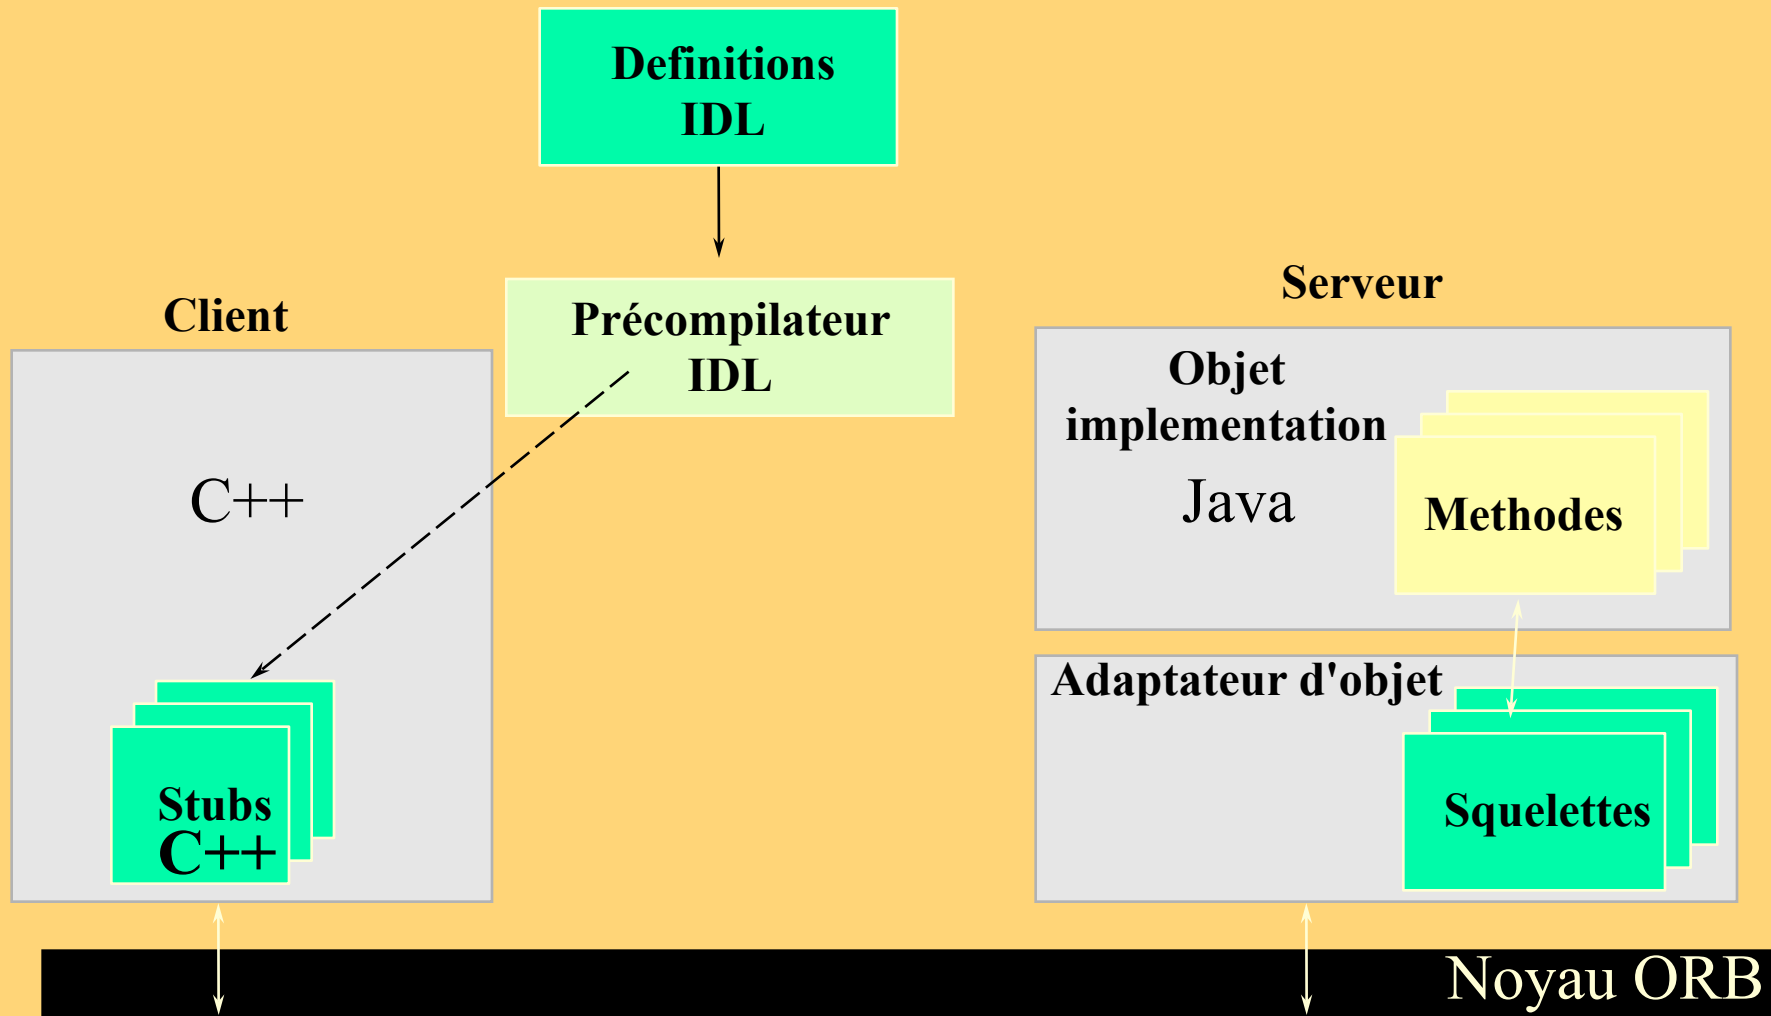 Definitions
IDL
Précompilateur
IDL
Client
C++
Stubs
C++
Serveur
Objet
implementation
Java
Methodes
Adaptateur d'objet
Squelettes
Noyau ORB